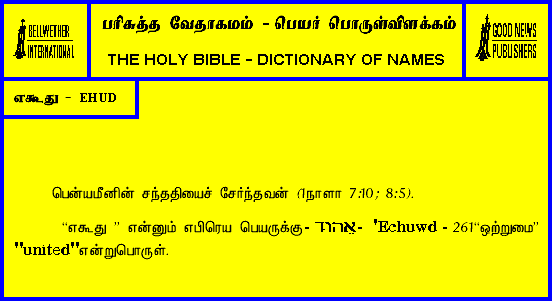 BELLWETHER
INTERNATIONAL
பரிசுத்த வேதாகமம் - பெயர் பொருள்விளக்கம்
THE HOLY BIBLE - DICTIONARY OF NAMES
GOOD NEWS
PUBLISHERS
எகூது - EHUD
பென்யமீனின் சந்ததியைச் சேர்ந்தவன் (1நாளா 7:10; 8:5).
“எகூது ” என்னும் எபிரெய பெயருக்கு- אֵהוּד- 'Echuwd - 261“ஒற்றுமை”
"united"என்றுபொருள்.